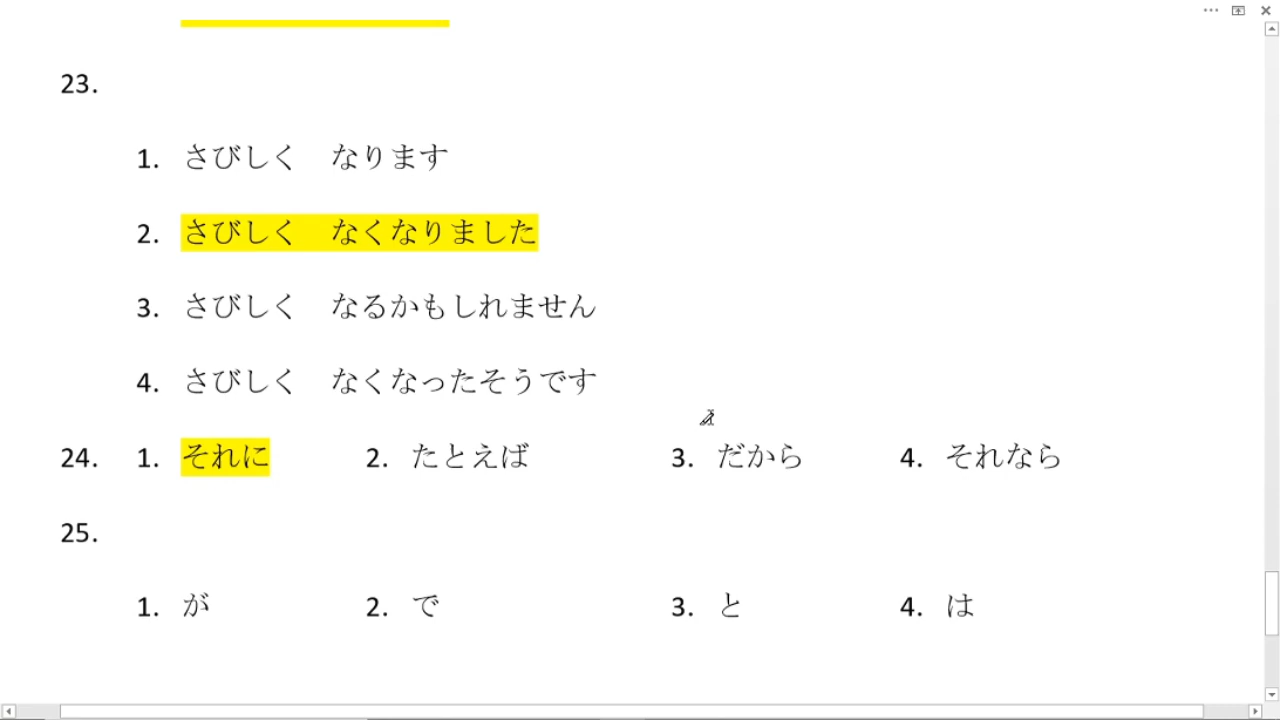 23.
1. さびしく　なります
2. さびしく　なくなりました
3. さびしく　なるかもしれません
4. さびしく　なくなったそうです
24. 1. それに 2. たとえば 3. だから 4. それなら
25.
1. が 2. で 3. と 4. は